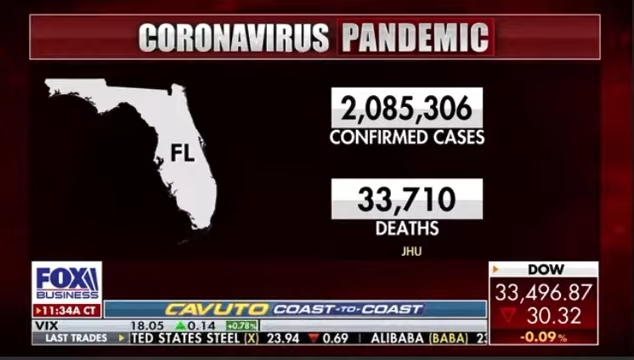 CORONAVIRUS PANDEMIC
FL
2,085,306
CONFIRMED CASES
33,710
DEATHS
JHU
FOX
BUSINESS
11:34A CT
CAVUTO COAST-TO-COAST
DOW
33,496.87
30.32
-0.09%
VIX 18.05 0.14 +0.78%
LAST TRADES TED STATES STEEL (X) 23.94 0.69 ALIBABA (BABA) 23